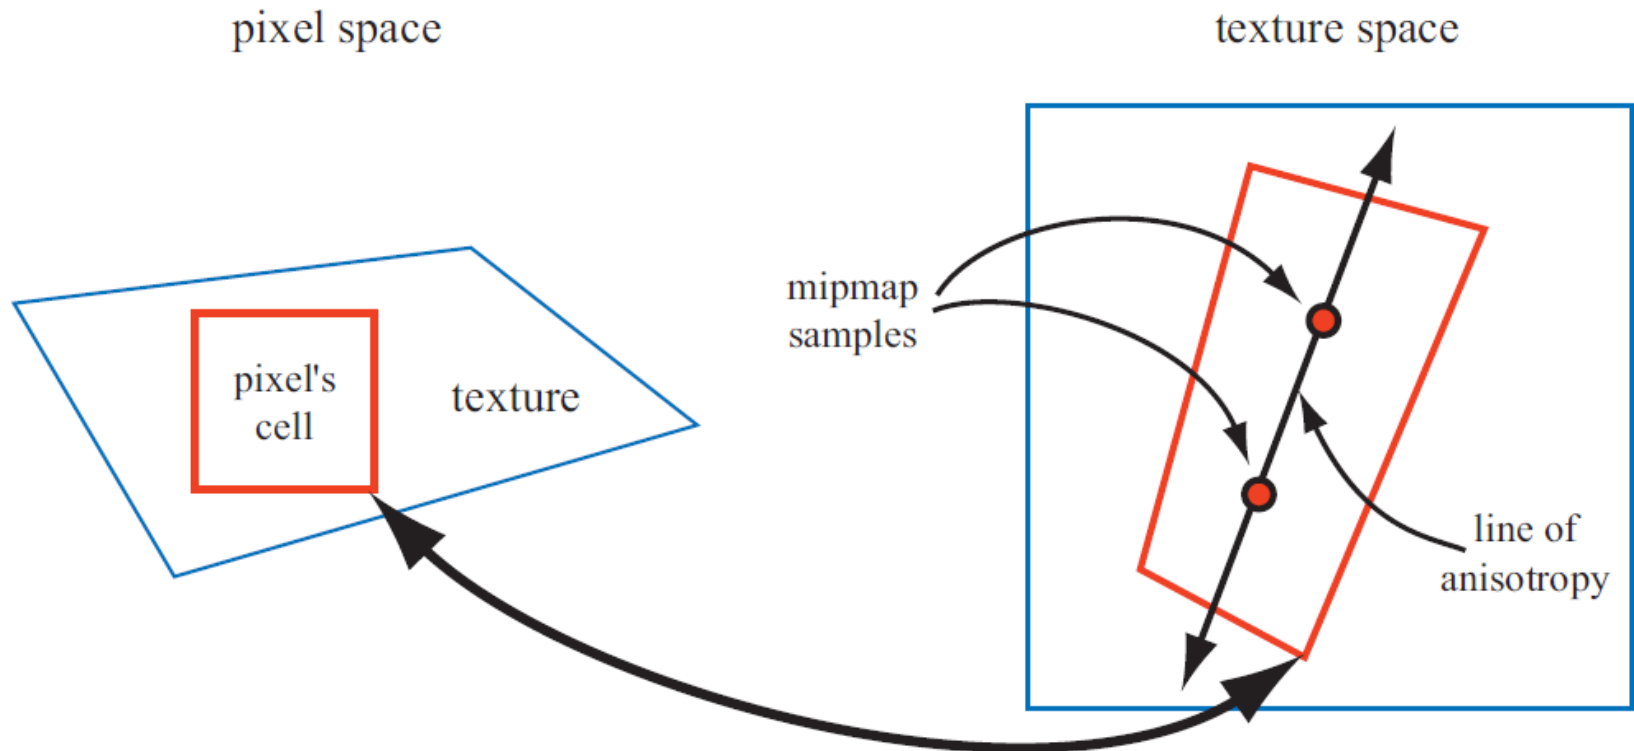 pixel space
texture space
pixel's
cell
texture
mipmap
samples
line of
anisotropy